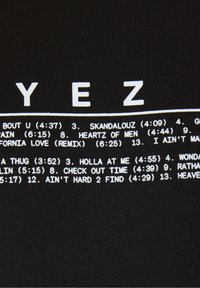 YEZ
BOUT U (4:37) 3. SKANDALOUZ (4:09) 4. G
PAIN (6:15) 8. HEARTZ OF MEN (4:44) 9.
FORNIA LOVE (REMIX) (6:25) 13. I AIN'T MA
A THUG (3:52) 3. HOLLA AT ME (4:55) 4. WONDA
LIN (6:15) 8. CHECK OUT TIME (4:39) 9. RATHA
5:17) 12. AIN'T HARD 2 FIND (4:29) 13. HEAVE